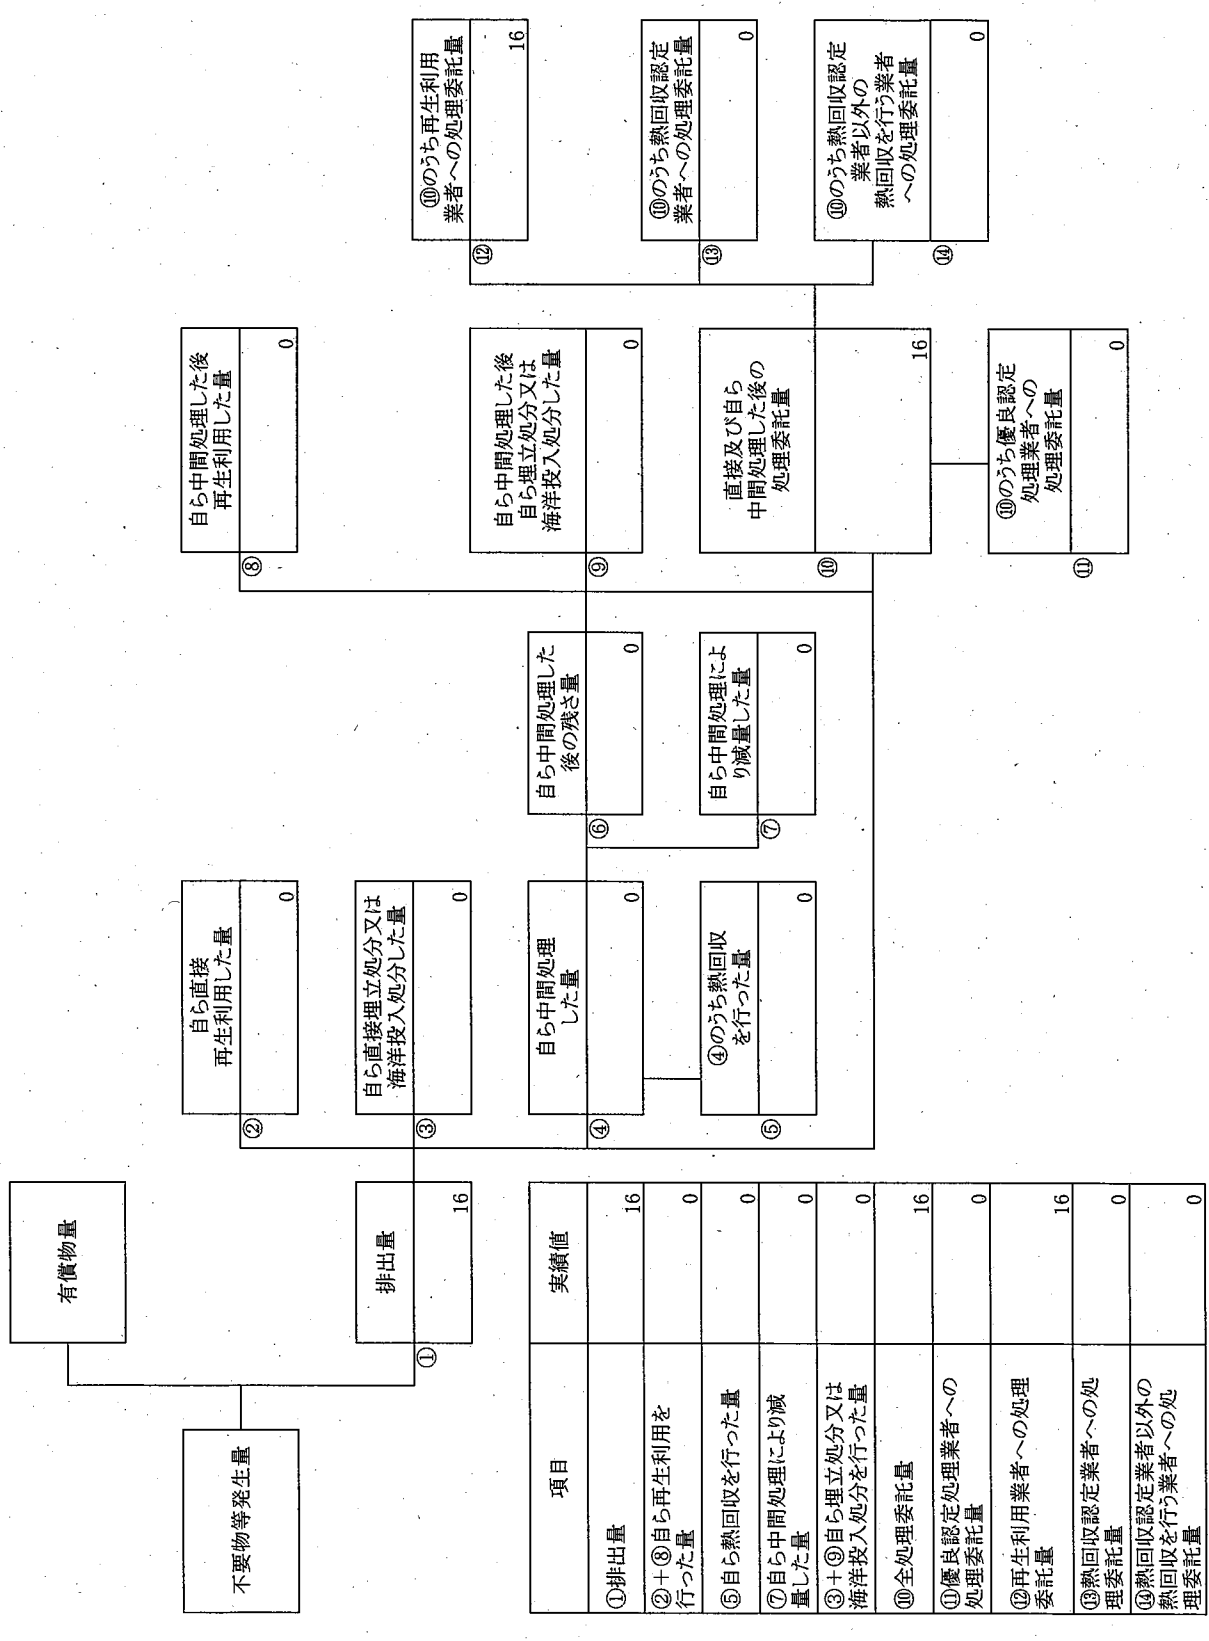 不要物等発生量
有償物量
排出量
①
16
自ら直接
再生利用した量
②
0
自ら直接埋立処分又は
海洋投入処分した量
③
0
自ら中間処理
した量
④
0
④のうち熱回収
を行った量
⑤
0
自ら中間処理した
後の残さ量
⑥
0
自ら中間処理によ
り減量した量
⑦
0
自ら中間処理した後
再生利用した量
⑧
0
自ら中間処理した後
自ら埋立処分又は
海洋投入処分した量
⑨
0
直接及び自ら
中間処理した後の
処理委託量
⑩
16
⑩のうち優良認定
処理業者への
処理委託量
⑪
0
⑩のうち再生利用
業者への処理委託量
⑫
16
⑩のうち熱回収認定
業者への処理委託量
⑬
0
⑩のうち熱回収認定
業者以外の
熱回収を行う業者
への処理委託量
⑭
0
項目 実績値
①排出量 16
②+⑧自ら再生利用を
行った量 0
⑤自ら熱回収を行った量 0
⑦自ら中間処理により減
量した量 0
③+⑨自ら埋立処分又は
海洋投入処分を行った量 0
⑩全処理委託量 16
⑪優良認定処理業者への
処理委託量 0
⑫再生利用業者への処理
委託量 16
⑬熱回収認定業者への処
理委託量 0
⑭熱回収認定業者以外の
熱回収を行う業者への処
理委託量 0